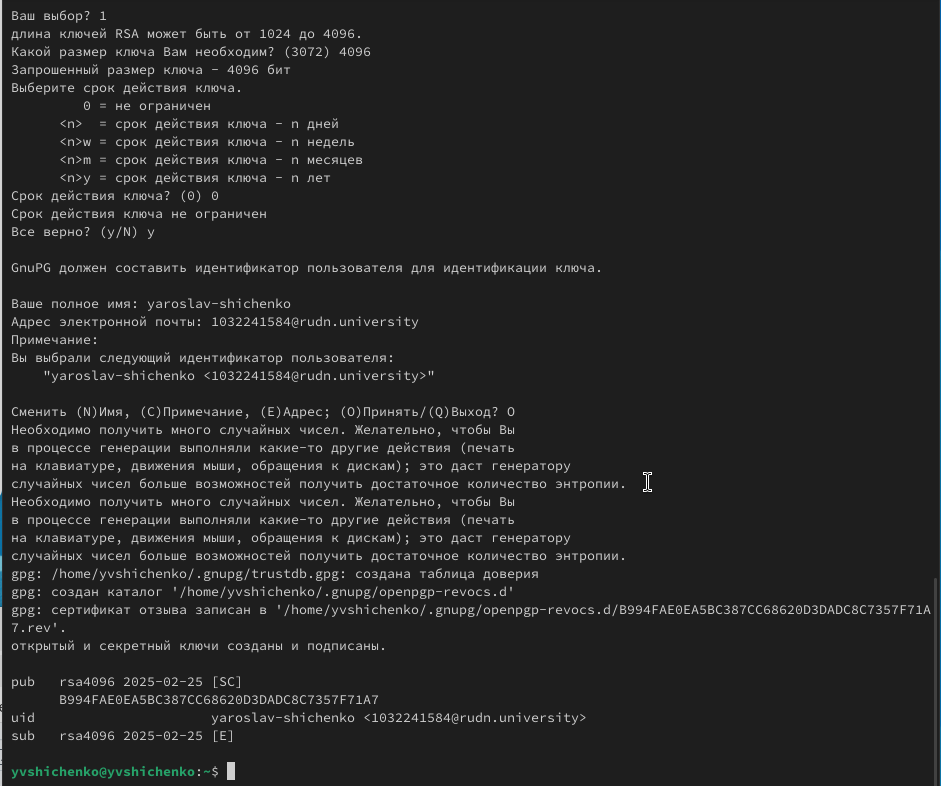 Ваш выбор? 1
длина ключей RSA может быть от 1024 до 4096.
Какой размер ключа Вам необходим? (3072) 4096
Запрошенный размер ключа - 4096 бит
Выберите срок действия ключа.
         0 = не ограничен
      <n>  = срок действия ключа - n дней
      <n>w = срок действия ключа - n недель
      <n>m = срок действия ключа - n месяцев
      <n>y = срок действия ключа - n лет
Срок действия ключа? (0) 0
Срок действия ключа не ограничен
Все верно? (y/N) y

GnuPG должен составить идентификатор пользователя для идентификации ключа.

Ваше полное имя: yaroslav-shichenko
Адрес электронной почты: 1032241584@rudn.university
Примечание:
Вы выбрали следующий идентификатор пользователя:
    "yaroslav-shichenko <1032241584@rudn.university>"

Сменить (N)Имя, (C)Примечание, (E)Адрес; (O)Принять/(Q)Выход? O
Необходимо получить много случайных чисел. Желательно, чтобы Вы
в процессе генерации выполняли какие-то другие действия (печать
на клавиатуре, движения мыши, обращения к дискам); это даст генератору
случайных чисел больше возможностей получить достаточное количество энтропии.
Необходимо получить много случайных чисел. Желательно, чтобы Вы
в процессе генерации выполняли какие-то другие действия (печать
на клавиатуре, движения мыши, обращения к дискам); это даст генератору
случайных чисел больше возможностей получить достаточное количество энтропии.
gpg: /home/yvshichenko/.gnupg/trustdb.gpg: создана таблица доверия
gpg: создан каталог '/home/yvshichenko/.gnupg/openpgp-revocs.d'
gpg: сертификат отзыва записан в '/home/yvshichenko/.gnupg/openpgp-revocs.d/B994FAE0EA5BC387CC68620D3DADC8C7357F71A
7.rev'.
открытый и секретный ключи созданы и подписаны.

pub   rsa4096 2025-02-25 [SC]
      B994FAE0EA5BC387CC68620D3DADC8C7357F71A7
uid                      yaroslav-shichenko <1032241584@rudn.university>
sub   rsa4096 2025-02-25 [E]

yvshichenko@yvshichenko:~$